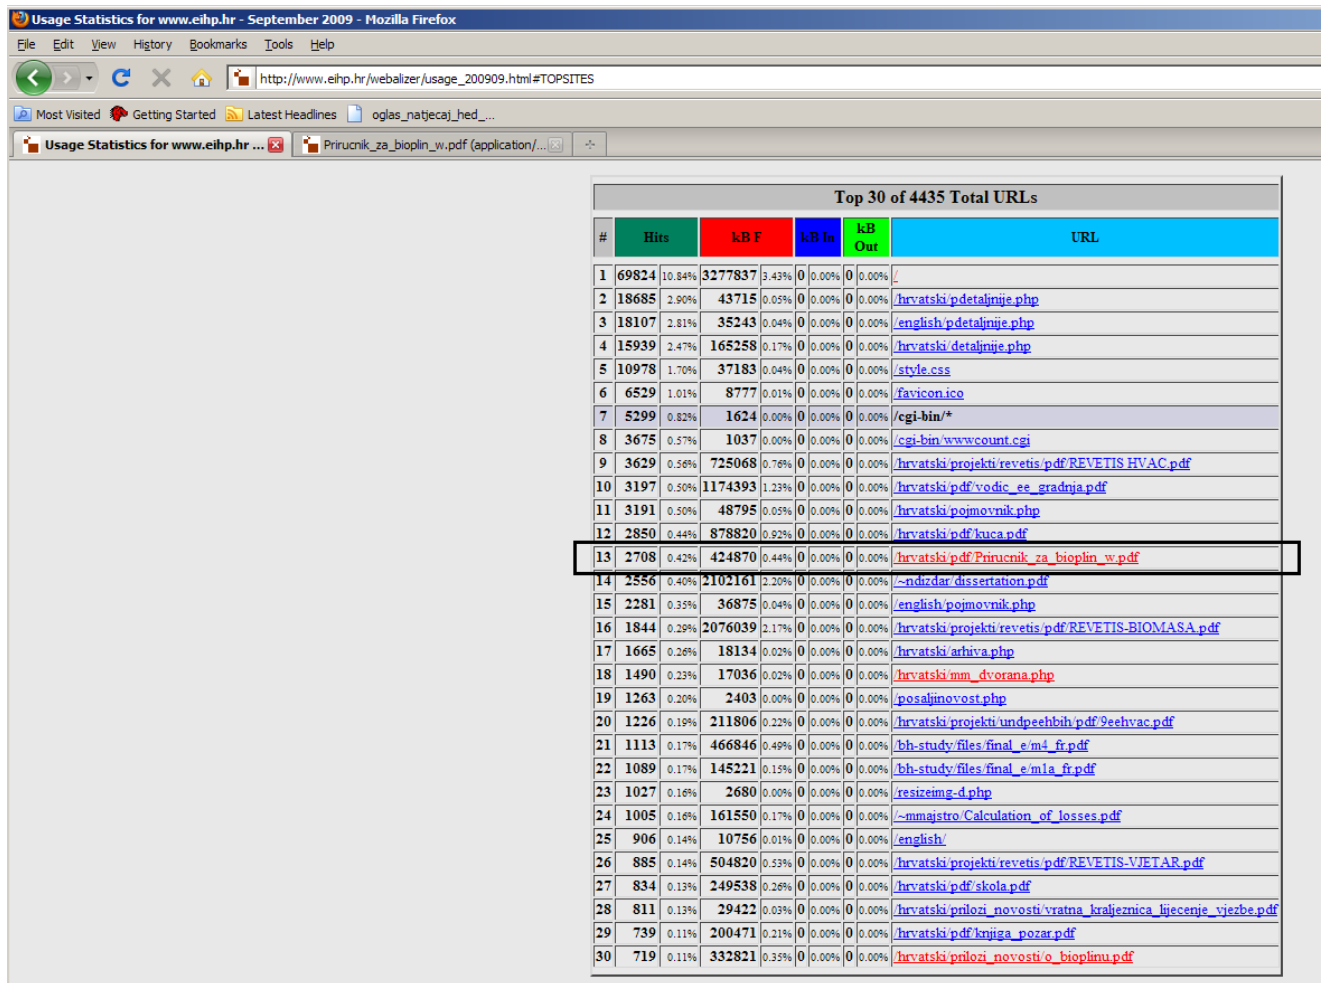 Usage Statistics for www.eihp.hr - September 2009 - Mozilla Firefox
File Edit View History Bookmarks Tools Help
http://www.eihp.hr/webalizer/usage_200909.html#TOPSITES
Most Visited Getting Started Latest Headlines oglas_natjecaj_hed_...
Usage Statistics for www.eihp.hr ... Prirucnik_za_bioplin_w.pdf (application/...
Top 30 of 4435 Total URLs
# Hits kB F kB In kB Out URL
1 69824 10.84% 3277837 3.43% 0 0.00% 0 0.00% /
2 18685 2.90% 43715 0.05% 0 0.00% 0 0.00% /hrvatski/pdetaljnije.php
3 18107 2.81% 35243 0.04% 0 0.00% 0 0.00% /english/pdetaljnije.php
4 15939 2.47% 165258 0.17% 0 0.00% 0 0.00% /hrvatski/detaljnije.php
5 10978 1.70% 37183 0.04% 0 0.00% 0 0.00% /style.css
6 6529 1.01% 8777 0.01% 0 0.00% 0 0.00% /favicon.ico
7 5299 0.82% 1624 0.00% 0 0.00% 0 0.00% /cgi-bin/*
8 3675 0.57% 1037 0.00% 0 0.00% 0 0.00% /cgi-bin/wwwcount.cgi
9 3629 0.56% 725068 0.76% 0 0.00% 0 0.00% /hrvatski/projekti/revetis/pdf/REVETIS HVAC.pdf
10 3197 0.50% 1174393 1.23% 0 0.00% 0 0.00% /hrvatski/pdf/vodic_ee_gradnja.pdf
11 3191 0.50% 48795 0.05% 0 0.00% 0 0.00% /hrvatski/pojmovnik.php
12 2850 0.44% 878820 0.92% 0 0.00% 0 0.00% /hrvatski/pdf/kuca.pdf
13 2708 0.42% 424870 0.44% 0 0.00% 0 0.00% /hrvatski/pdf/Prirucnik_za_bioplin_w.pdf
14 2556 0.40% 2102161 2.20% 0 0.00% 0 0.00% /~ndizdar/dissertation.pdf
15 2281 0.35% 36875 0.04% 0 0.00% 0 0.00% /english/pojmovnik.php
16 1844 0.29% 2076039 2.17% 0 0.00% 0 0.00% /hrvatski/projekti/revetis/pdf/REVETIS-BIOMASA.pdf
17 1665 0.26% 18134 0.02% 0 0.00% 0 0.00% /hrvatski/arhiva.php
18 1490 0.23% 17036 0.02% 0 0.00% 0 0.00% /hrvatski/mm_dvorana.php
19 1263 0.20% 2403 0.00% 0 0.00% 0 0.00% /posaljinovost.php
20 1226 0.19% 211806 0.22% 0 0.00% 0 0.00% /hrvatski/projekti/undpeehbih/pdf/9eehvac.pdf
21 1113 0.17% 466846 0.49% 0 0.00% 0 0.00% /bh-study/files/final_e/m4_fr.pdf
22 1089 0.17% 145221 0.15% 0 0.00% 0 0.00% /bh-study/files/final_e/m1a_fr.pdf
23 1027 0.16% 2680 0.00% 0 0.00% 0 0.00% /resizeimg-d.php
24 1005 0.16% 161550 0.17% 0 0.00% 0 0.00% /~mmajstro/Calculation_of_losses.pdf
25 906 0.14% 10756 0.01% 0 0.00% 0 0.00% /english/
26 885 0.14% 504820 0.53% 0 0.00% 0 0.00% /hrvatski/projekti/revetis/pdf/REVETIS-VJETAR.pdf
27 834 0.13% 249538 0.26% 0 0.00% 0 0.00% /hrvatski/pdf/skola.pdf
28 811 0.13% 29422 0.03% 0 0.00% 0 0.00% /hrvatski/prilozi_novosti/vratna_kraljeznica_lijecenje_vjezbe.pdf
29 739 0.11% 200471 0.21% 0 0.00% 0 0.00% /hrvatski/pdf/knjiga_pozar.pdf
30 719 0.11% 332821 0.35% 0 0.00% 0 0.00% /hrvatski/prilozi_novosti/o_bioplinu.pdf